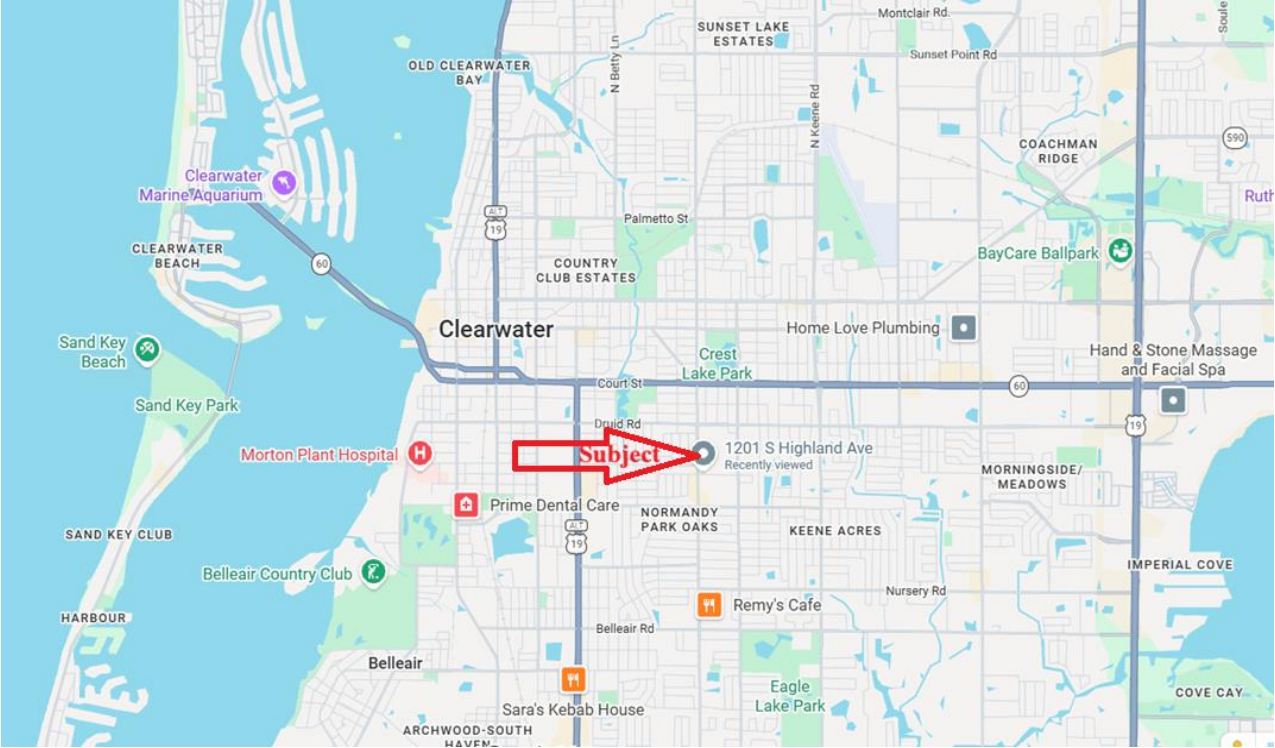 Montclair Rd.
SUNSET LAKE
ESTATES
Soule
Sunset Point Rd
OLD CLEARWATER
BAY
N Betty Ln
N Keene Rd
590
COACHMAN
RIDGE
Clearwater
Marine Aquarium
Ruth
ALT
19
Palmetto St
CLEARWATER
BEACH
60
COUNTRY
CLUB ESTATES
BayCare Ballpark
Clearwater
Home Love Plumbing
Sand Key
Beach
Crest
Lake Park
Hand & Stone Massage
and Facial Spa
Court St
60
Sand Key Park
Druid Rd
19
Morton Plant Hospital
H
Subject
1201 S Highland Ave
Recently viewed
MORNINGSIDE/
MEADOWS
Prime Dental Care
NORMANDY
PARK OAKS
SAND KEY CLUB
ALT
19
KEENE ACRES
IMPERIAL COVE
Belleair Country Club
Nursery Rd
Remy's Cafe
HARBOUR
Belleair Rd
Belleair
Eagle
Lake Park
COVE CAY
Sara's Kebab House
ARCHWOOD-SOUTH
HAVEN